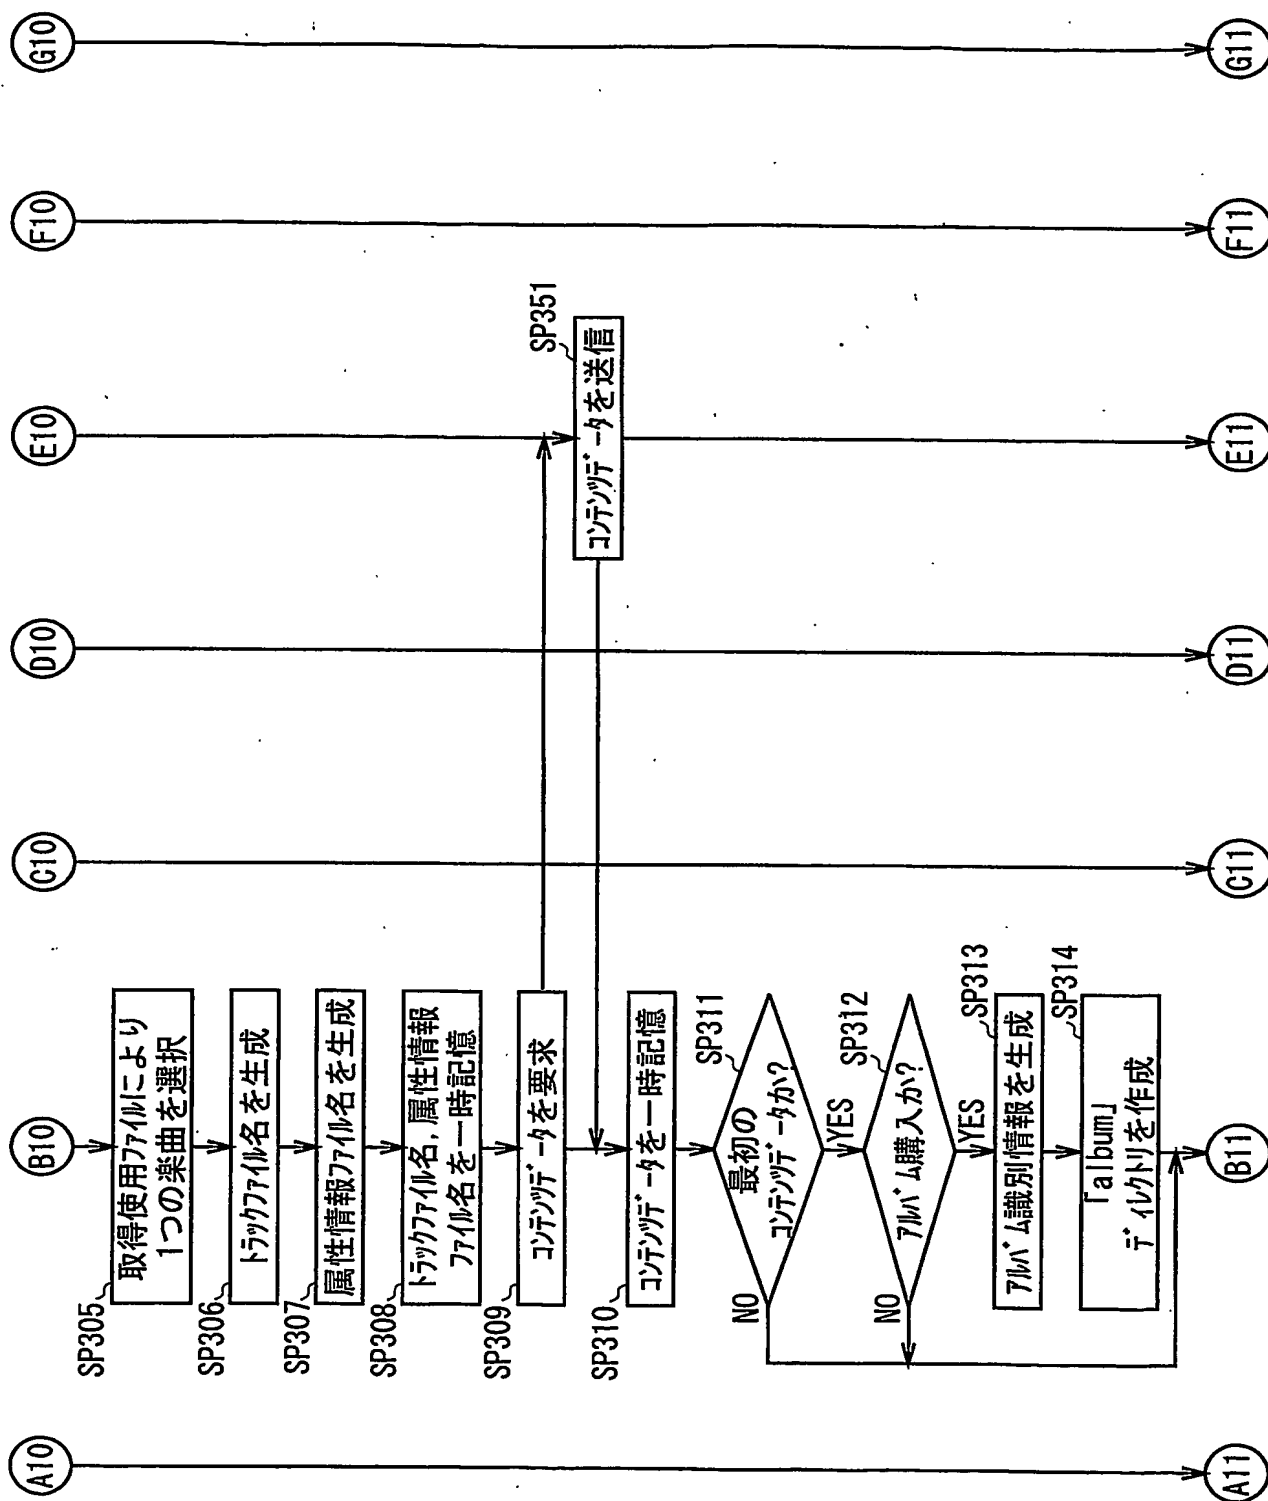 A10
B10
C10
D10
E10
F10
G10
SP305
取得使用ファイルにより
1つの楽曲を選択
SP306
トラックファイル名を生成
SP307
属性情報ファイル名を生成
SP308
トラックファイル名,属性情報
ファイル名を一時記憶
SP309
コンテンツデータを要求
SP351
コンテンツデータを送信
SP310
コンテンツデータを一時記憶
SP311
最初の
コンテンツデータか?
NO
YES
SP312
アルバム購入か?
NO
YES
SP313
アルバム識別情報を生成
SP314
「album」
ディレクトリを作成
A11
B11
C11
D11
E11
F11
G11